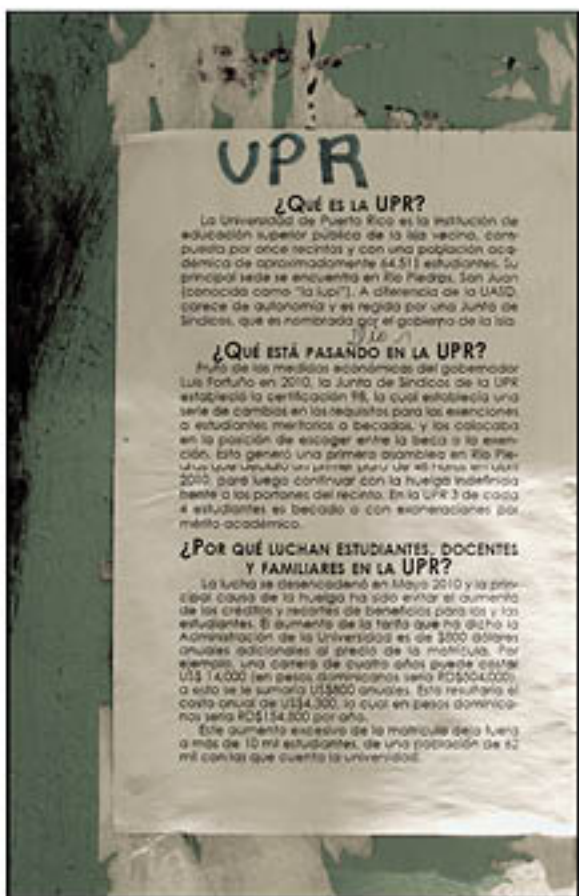 UPR
¿QUÉ ES LA UPR?
La Universidad de Puerto Rico es la institución de
educación superior pública de la isla vecina, com-
puesta por once recintos y con una población aca-
démica de aproximadamente 64,511 estudiantes. Su
principal sede se encuentra en Río Piedras, San Juan
(conocida como "la Iupi"). A diferencia de la UASD,
carece de autonomía y es regida por una Junta de
Síndicos, que es nombrada por el gobierno de la isla.
¿QUÉ ESTÁ PASANDO EN LA UPR?
Fruto de las medidas económicas del gobernador
Luis Fortuño en 2010, la Junta de Síndicos de la UPR
estableció la certificación 98, la cual establecía una
serie de cambios en los requisitos para las exenciones
a estudiantes meritorios o becados, y los colocaba
en la posición de escoger entre la beca o la exen-
ción. Esto generó una primera asamblea en Río Pie-
dras que decidió un primer paro de 48 horas en abril
2010, para luego continuar con la huelga indefinida
frente a los portones del recinto. En la UPR 3 de cada
4 estudiantes es becado o con exoneraciones por
mérito académico.
¿POR QUÉ LUCHAN ESTUDIANTES, DOCENTES
Y FAMILIARES EN LA UPR?
La lucha se desencadenó en Mayo 2010 y la prin-
cipal causa de la huelga ha sido evitar el aumento
de los créditos y recortes de beneficios para los y las
estudiantes. El aumento de la tarifa que ha dicho la
Administración de la Universidad es de $800 dólares
anuales adicionales al precio de la matrícula. Por
ejemplo, una carrera de cuatro años puede costar
US$ 14,000 (en pesos dominicanos sería RD$504,000),
a esto se le sumaría US$800 anuales. Esto resultaría el
costo anual de US$4,300, lo cual en pesos dominica-
nos sería RD$154,800 por año.
Este aumento excesivo de la matrícula deja fuera
a más de 10 mil estudiantes, de una población de 62
mil con las que cuenta la universidad.